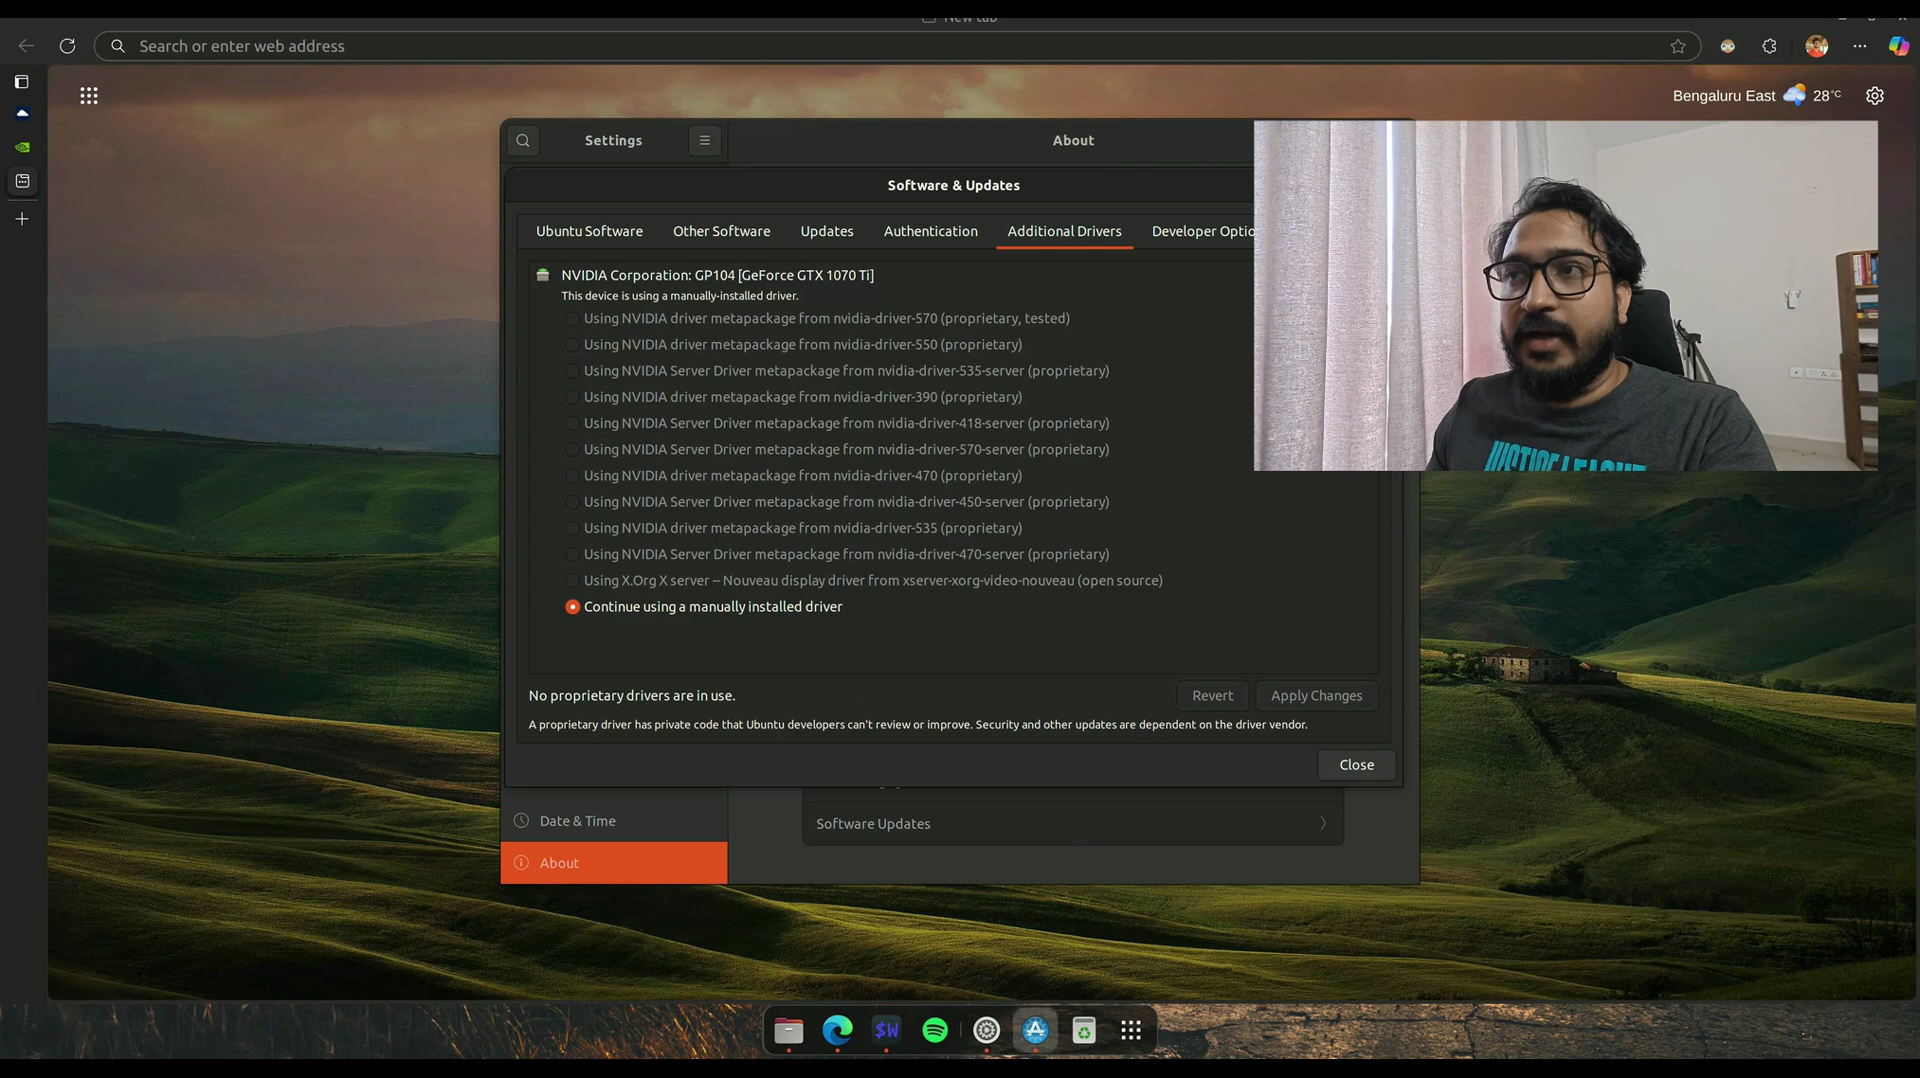 New tab
Search or enter web address
Bengaluru East 28°C
Settings
About
Software & Updates
Ubuntu Software
Other Software
Updates
Authentication
Additional Drivers
Developer Optio
NVIDIA Corporation: GP104 [GeForce GTX 1070 Ti]
This device is using a manually-installed driver.
Using NVIDIA driver metapackage from nvidia-driver-570 (proprietary, tested)
Using NVIDIA driver metapackage from nvidia-driver-550 (proprietary)
Using NVIDIA Server Driver metapackage from nvidia-driver-535-server (proprietary)
Using NVIDIA driver metapackage from nvidia-driver-390 (proprietary)
Using NVIDIA Server Driver metapackage from nvidia-driver-418-server (proprietary)
Using NVIDIA Server Driver metapackage from nvidia-driver-570-server (proprietary)
Using NVIDIA driver metapackage from nvidia-driver-470 (proprietary)
Using NVIDIA Server Driver metapackage from nvidia-driver-450-server (proprietary)
Using NVIDIA driver metapackage from nvidia-driver-535 (proprietary)
Using NVIDIA Server Driver metapackage from nvidia-driver-470-server (proprietary)
Using X.Org X server -- Nouveau display driver from xserver-xorg-video-nouveau (open source)
Continue using a manually installed driver
No proprietary drivers are in use.
Revert
Apply Changes
A proprietary driver has private code that Ubuntu developers can't review or improve. Security and other updates are dependent on the driver vendor.
Close
Date & Time
Software Updates
About
JUSTICE LEAGUE
$W